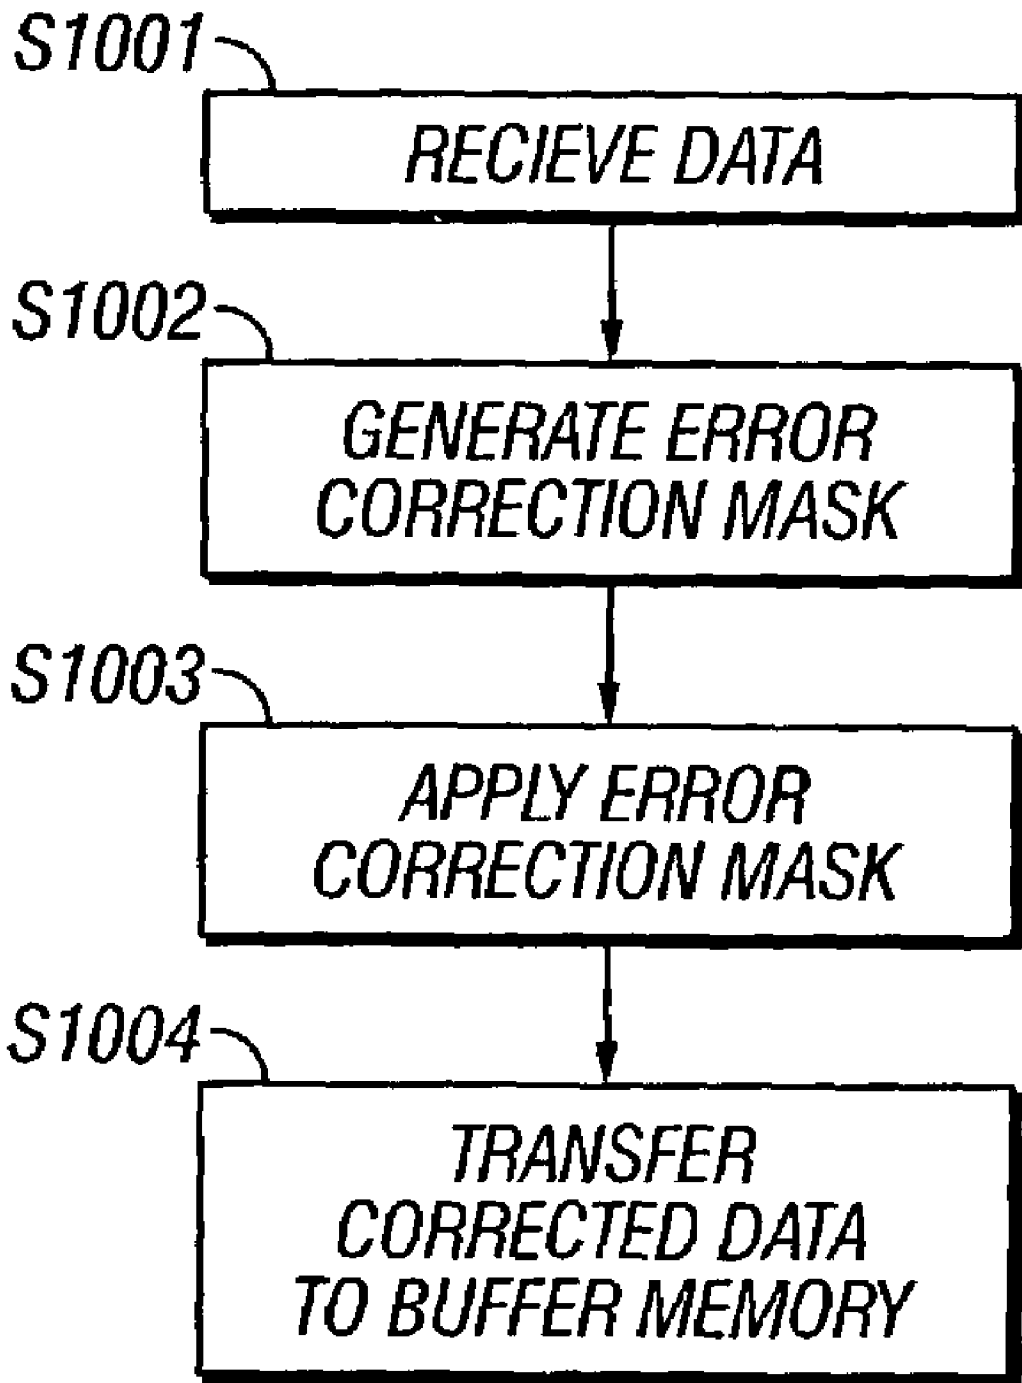 S1001
RECIEVE DATA
S1002
GENERATE ERROR
CORRECTION MASK
S1003
APPLY ERROR
CORRECTION MASK
S1004
TRANSFER
CORRECTED DATA
TO BUFFER MEMORY